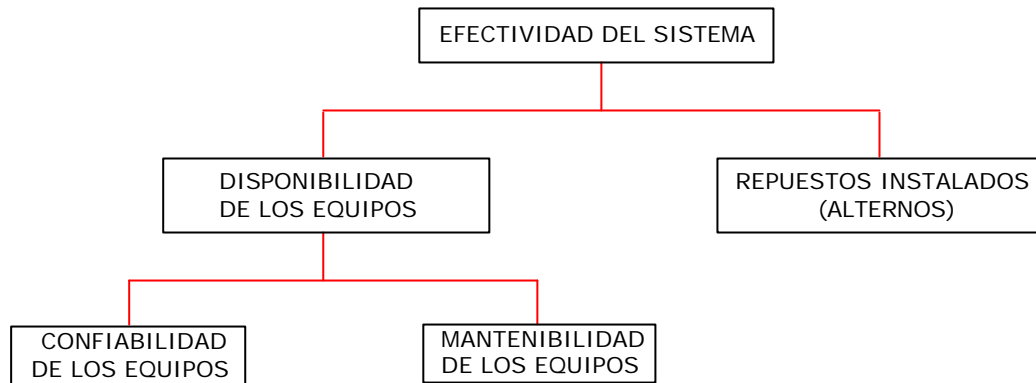 EFECTIVIDAD DEL SISTEMA
DISPONIBILIDAD
DE LOS EQUIPOS
REPUESTOS INSTALADOS
(ALTERNOS)
CONFIABILIDAD
DE LOS EQUIPOS
MANTENIBILIDAD
DE LOS EQUIPOS